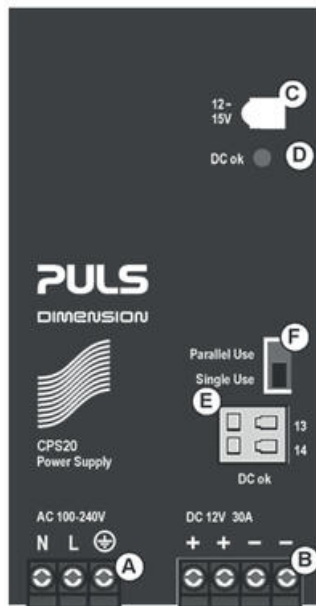 C
12-
15V
DC ok
D
PULS
DIMENSION
F
Parallel Use
Single Use
E
13
14
CPS20
Power Supply
DC ok
AC 100-240V
DC 12V 30A
N L
+ + - -
A
B